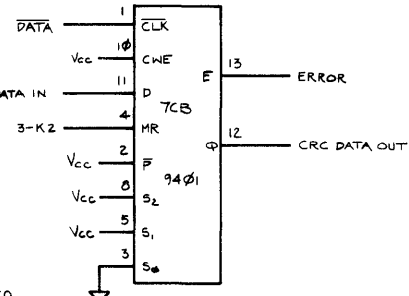 1
DATA CLK
10
Vcc CWE
13
E ERROR
11
ATA IN D
7CB
4
3-K2 MR
12
Q CRC DATA OUT
2
Vcc P
9401
8
Vcc S2
5
Vcc S1
3
S0